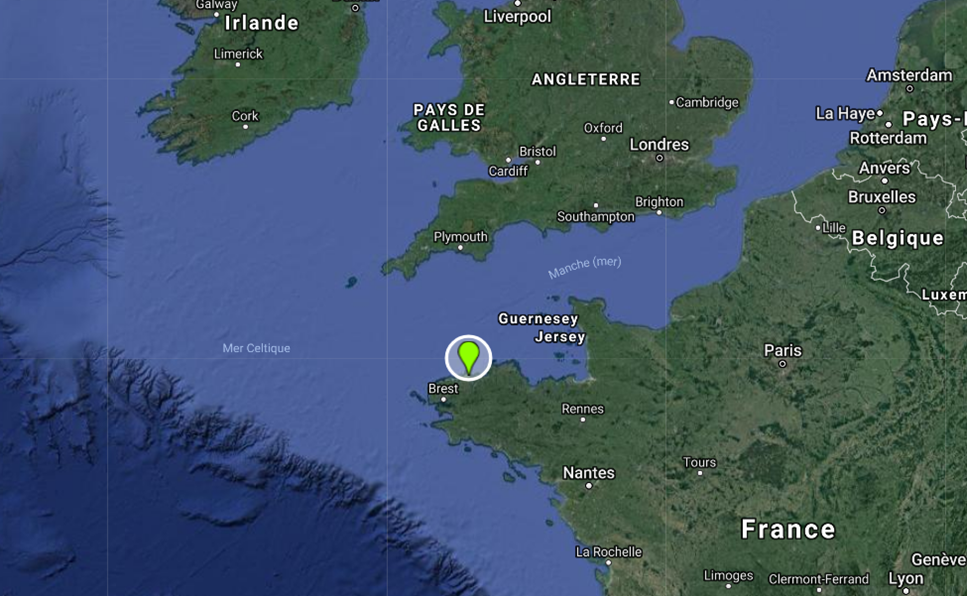 Galway
Irlande
Liverpool
Limerick
ANGLETERRE
Amsterdam
Cambridge
PAYS DE
GALLES
La Haye
Pays-
Cork
Oxford
Rotterdam
Londres
Bristol
Cardiff
Anvers
Bruxelles
Brighton
Southampton
Plymouth
Lille
Belgique
Manche (mer)
Luxem
Guernesey
Jersey
Mer Celtique
Paris
Brest
Rennes
Nantes
Tours
France
La Rochelle
Genève
Limoges
Clermont-Ferrand
Lyon